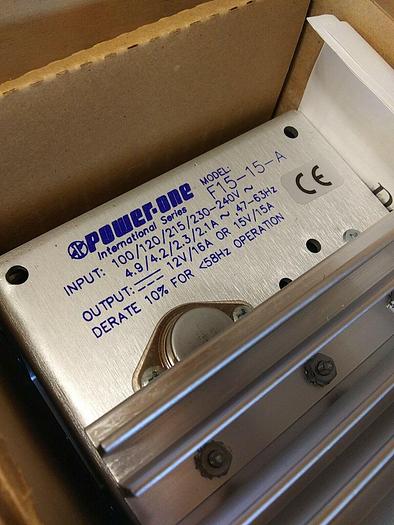 POWER-ONE
International Series
MODEL:
F15-15-A
INPUT: 100/120/215/230-240V ~
4.9/4.2/2.3/2.1A ~ 47-63Hz
OUTPUT: ⎓ 12V/16A OR 15V/15A
DERATE 10% FOR <58Hz OPERATION
CE